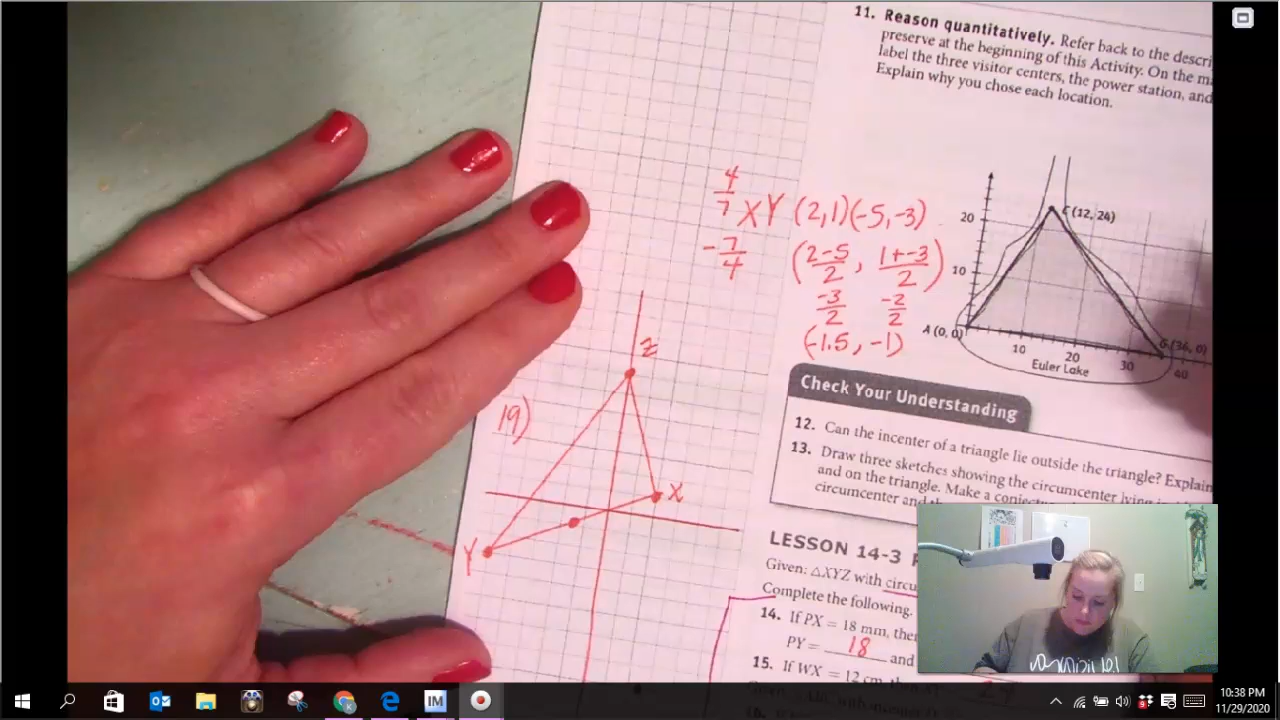 11. Reason quantitatively. Refer back to the
preserve at the beginning of this Activity. On the
label the three visitor centers, the power station, and
Explain why you chose each location.
4/7 XY (2,1)(-5,-3)
-7/4 (2-5/2, 1+-3/2)
-3/2 -2/2
(-1.5, -1)
20
(12, 24)
10
A (0, 0)
10 20 30 40
(36, 0)
Euler Lake
Z
19)
X
Y
Check Your Understanding
12. Can the incenter of a triangle lie outside the triangle? Explain
13. Draw three sketches showing the circumcenter lying
and on the triangle. Make a
circumcenter and
LESSON 14-3
Given: △XYZ with
Complete the following.
14. If PX = 18 mm,
PY = 18 and
15. If WX = 12 cm,
IM
10:38 PM
11/29/2020